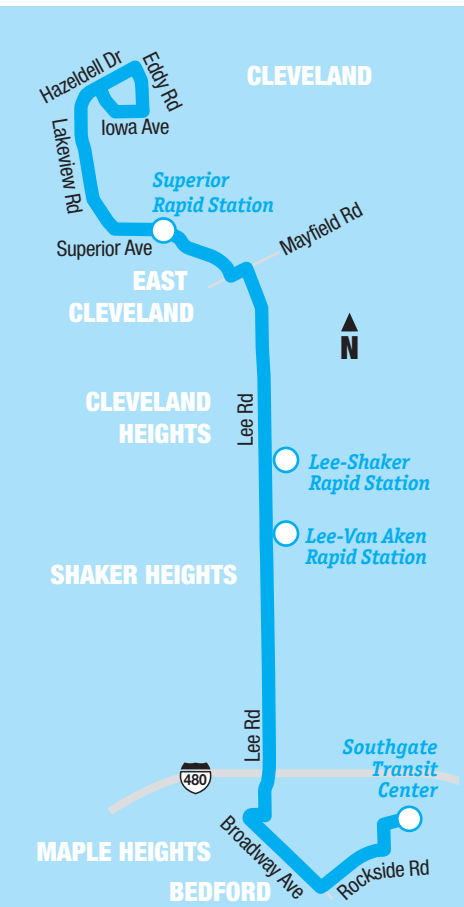 Hazeldell Dr
Eddy Rd
CLEVELAND
Iowa Ave
Lakeview Rd
Superior
Rapid Station
Superior Ave
Mayfield Rd
EAST
CLEVELAND
N
CLEVELAND
HEIGHTS
Lee Rd
Lee-Shaker
Rapid Station
Lee-Van Aken
Rapid Station
SHAKER HEIGHTS
Lee Rd
480
Southgate
Transit
Center
MAPLE HEIGHTS
Broadway Ave
Rockside Rd
BEDFORD